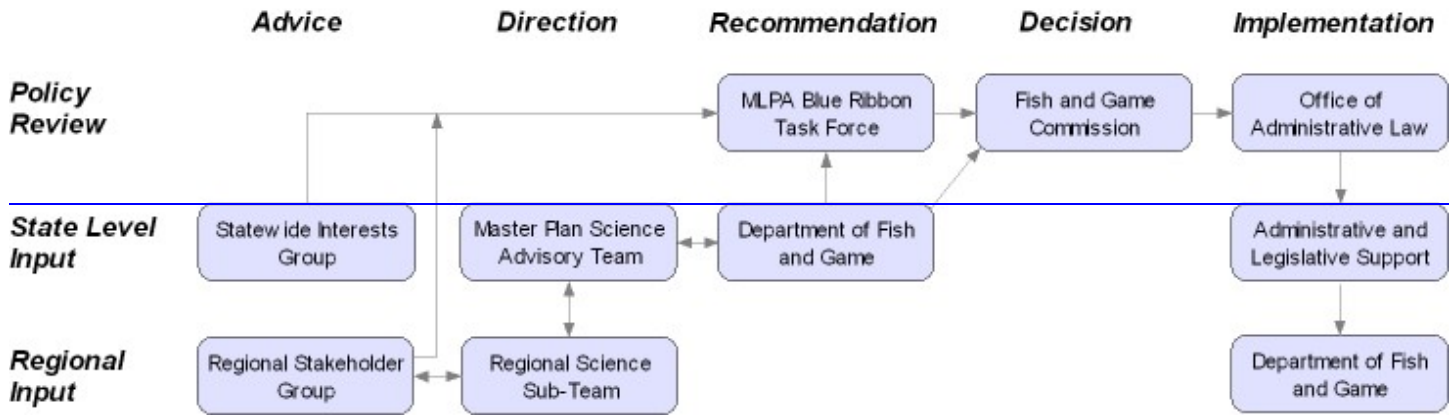 Advice Direction Recommendation Decision Implementation
Policy
Review
MLPA Blue Ribbon
Task Force
Fish and Game
Commission
Office of
Administrative Law
State Level
Input
Statewide Interests
Group
Master Plan Science
Advisory Team
Department of Fish
and Game
Administrative and
Legislative Support
Regional
Input
Regional Stakeholder
Group
Regional Science
Sub-Team
Department of Fish
and Game